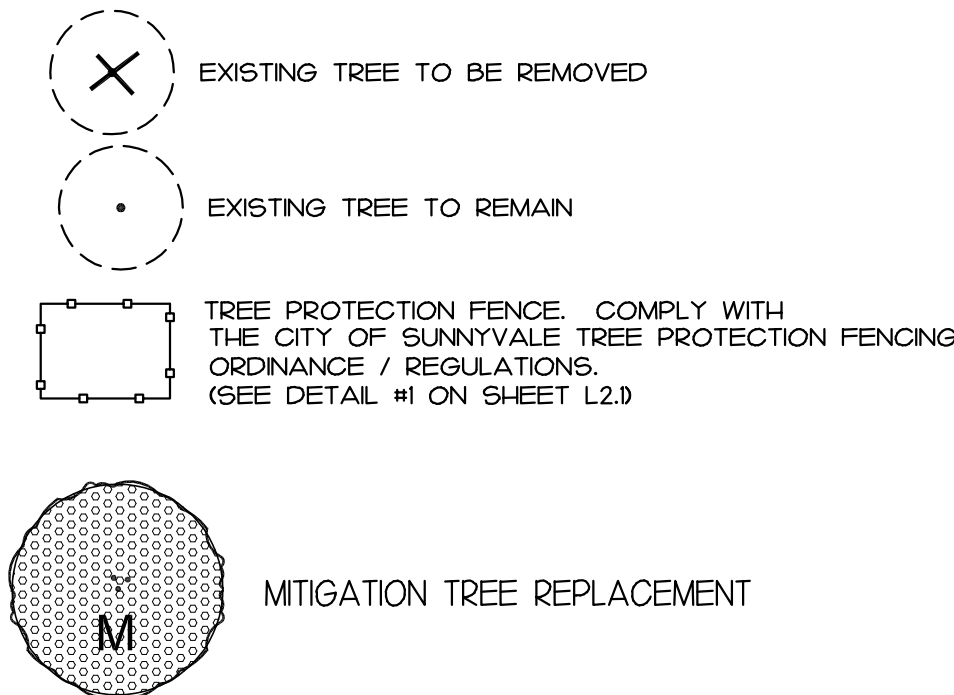 EXISTING TREE TO BE REMOVED
EXISTING TREE TO REMAIN
TREE PROTECTION FENCE. COMPLY WITH
THE CITY OF SUNNYVALE TREE PROTECTION FENCING
ORDINANCE / REGULATIONS.
(SEE DETAIL #1 ON SHEET L2.1)
M
MITIGATION TREE REPLACEMENT